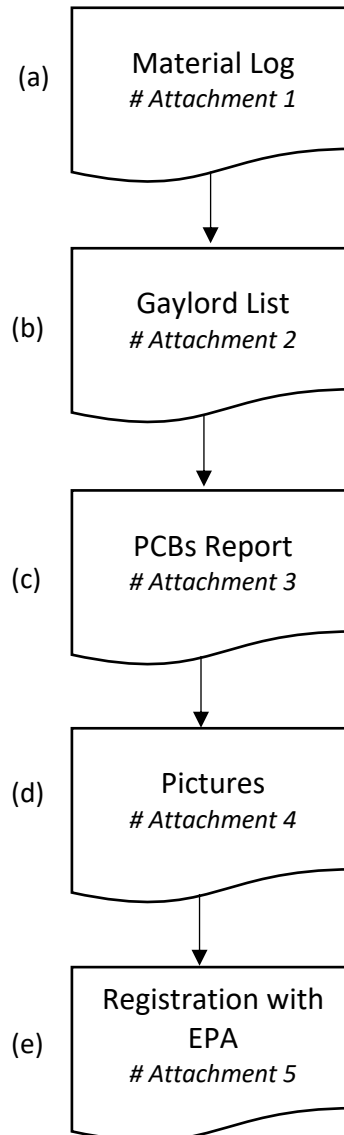 (a)
Material Log
# Attachment 1
(b)
Gaylord List
# Attachment 2
(c)
PCBs Report
# Attachment 3
(d)
Pictures
# Attachment 4
(e)
Registration with
EPA
# Attachment 5